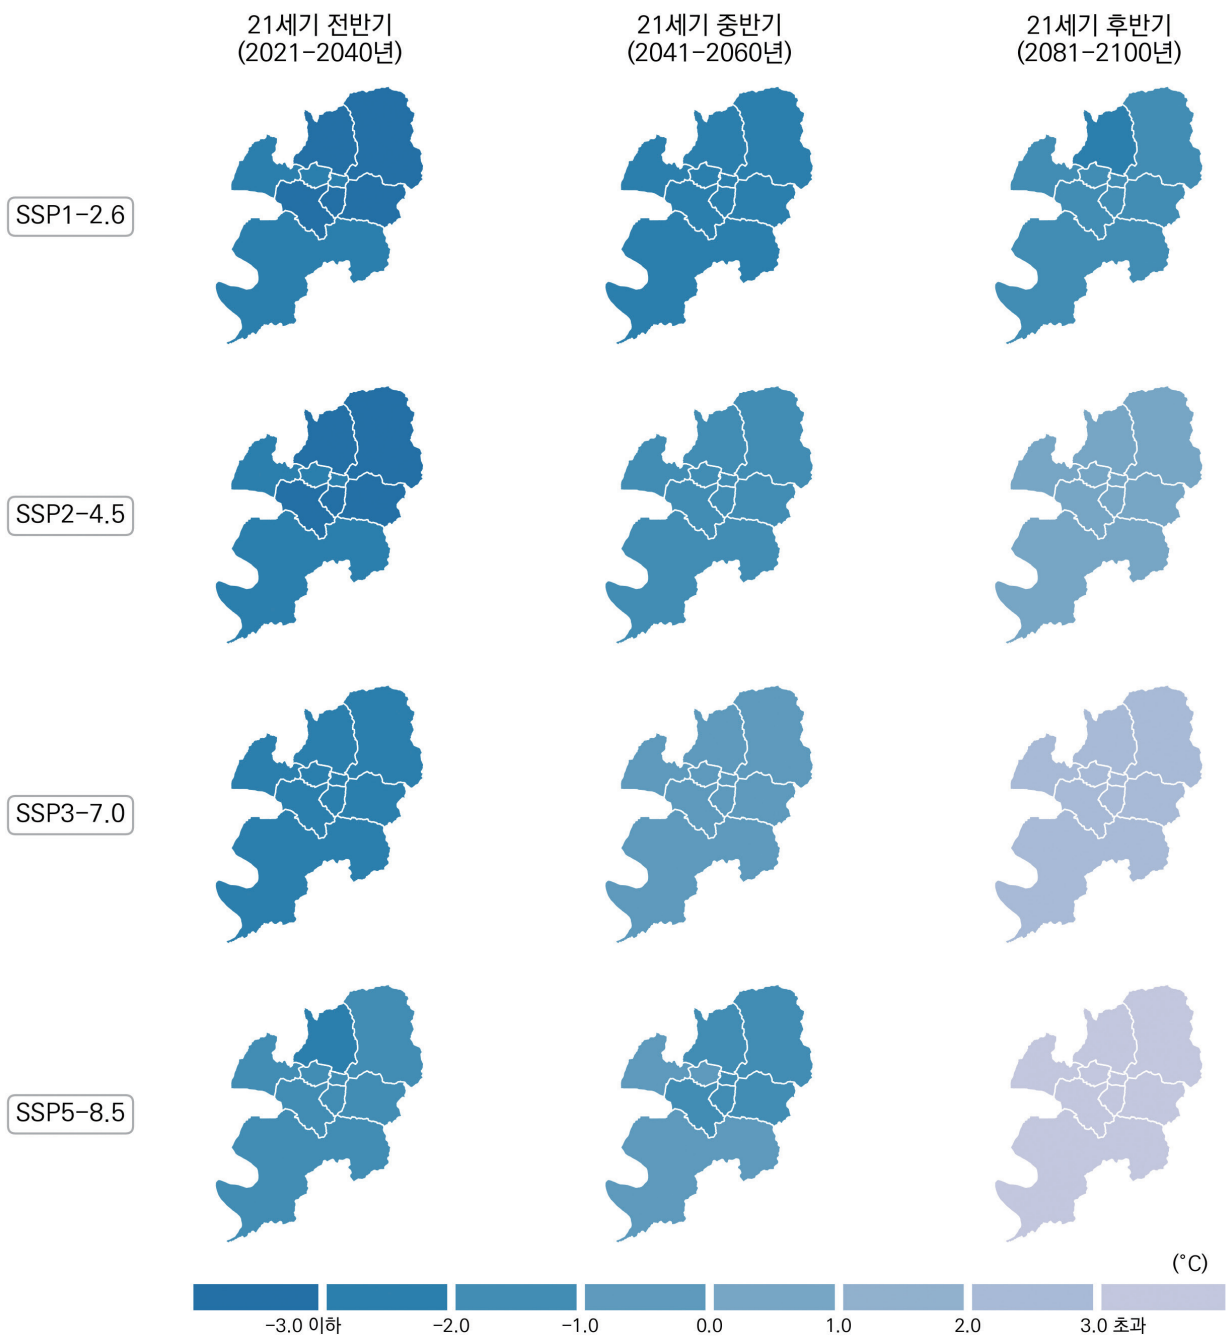 21세기 전반기
(2021-2040년)
21세기 중반기
(2041-2060년)
21세기 후반기
(2081-2100년)
SSP1-2.6
SSP2-4.5
SSP3-7.0
SSP5-8.5
(°C)
-3.0 이하
-2.0
-1.0
0.0
1.0
2.0
3.0 초과